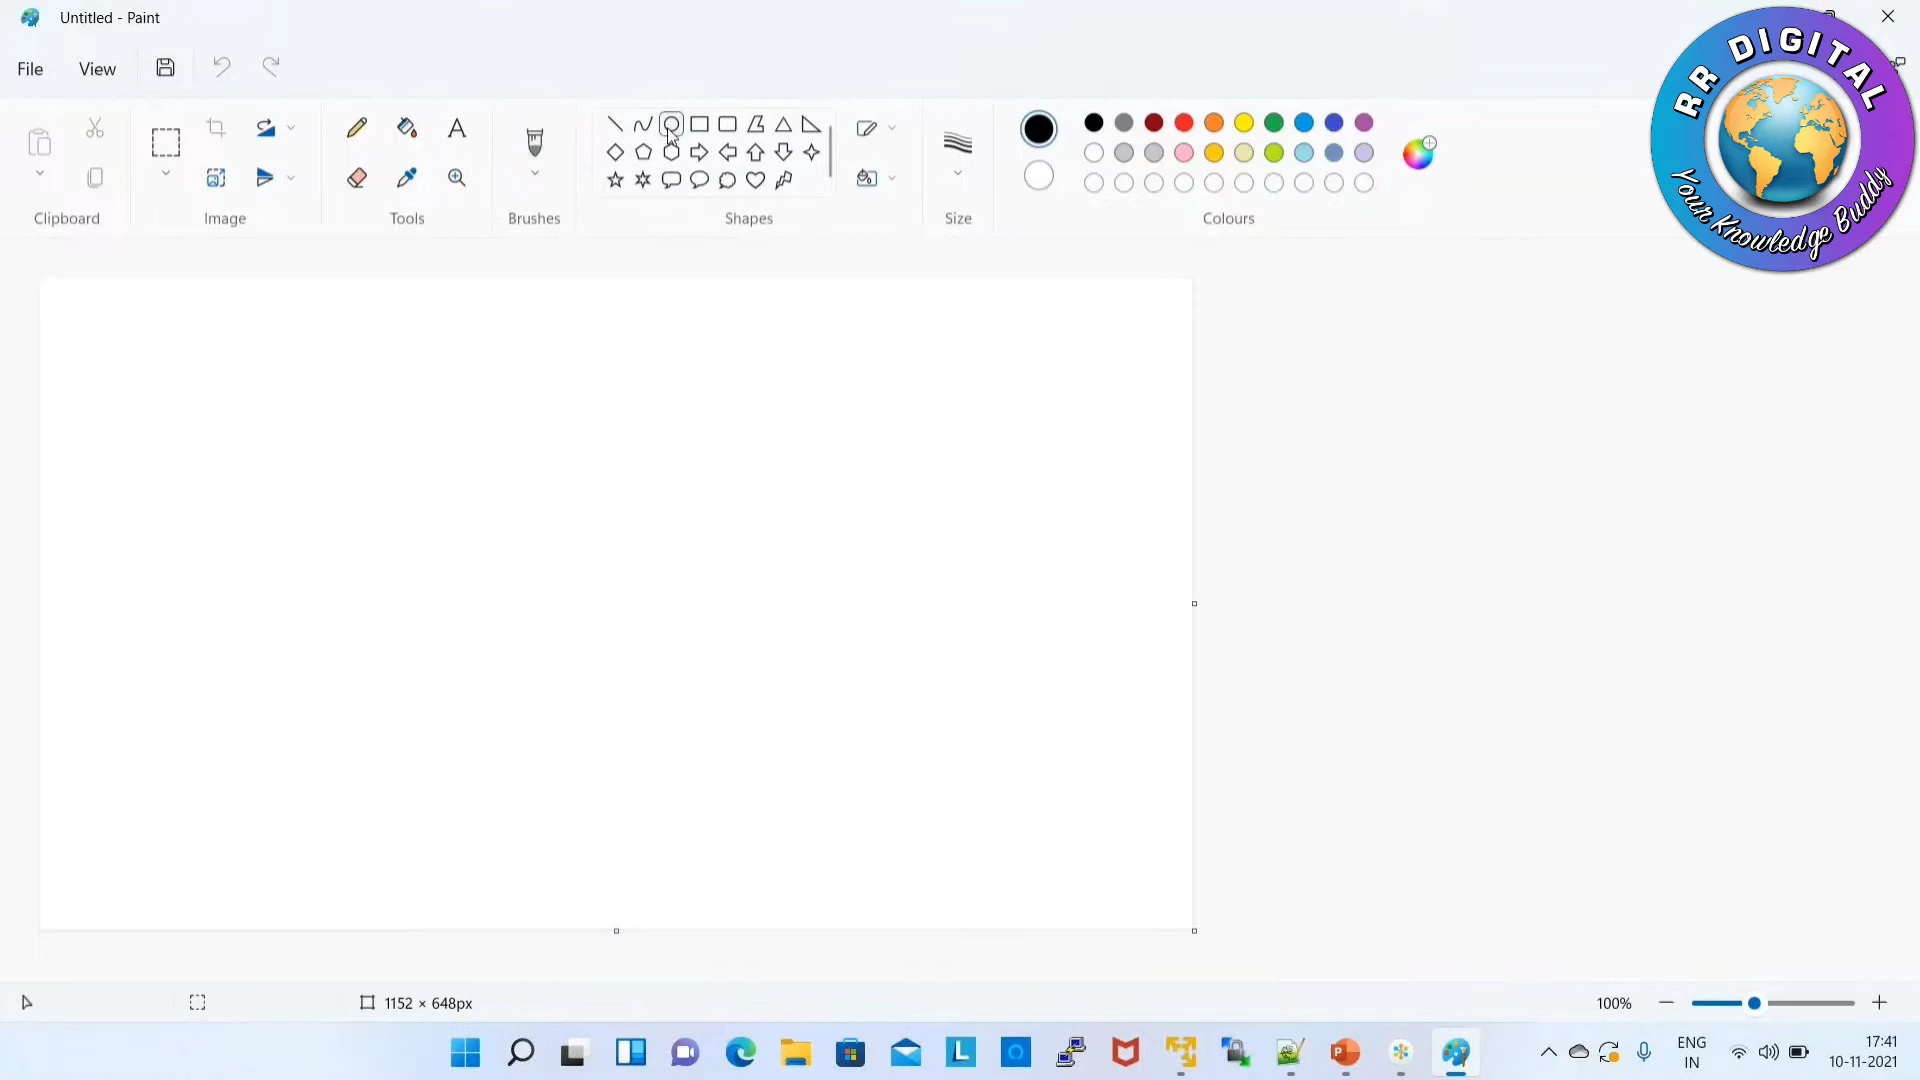 Untitled - Paint
File
View
Clipboard
Image
Tools
Brushes
Shapes
Size
Colours
RR DIGITAL
Your Knowledge Buddy
1152 × 648px
100%
ENG
IN
17:41
10-11-2021